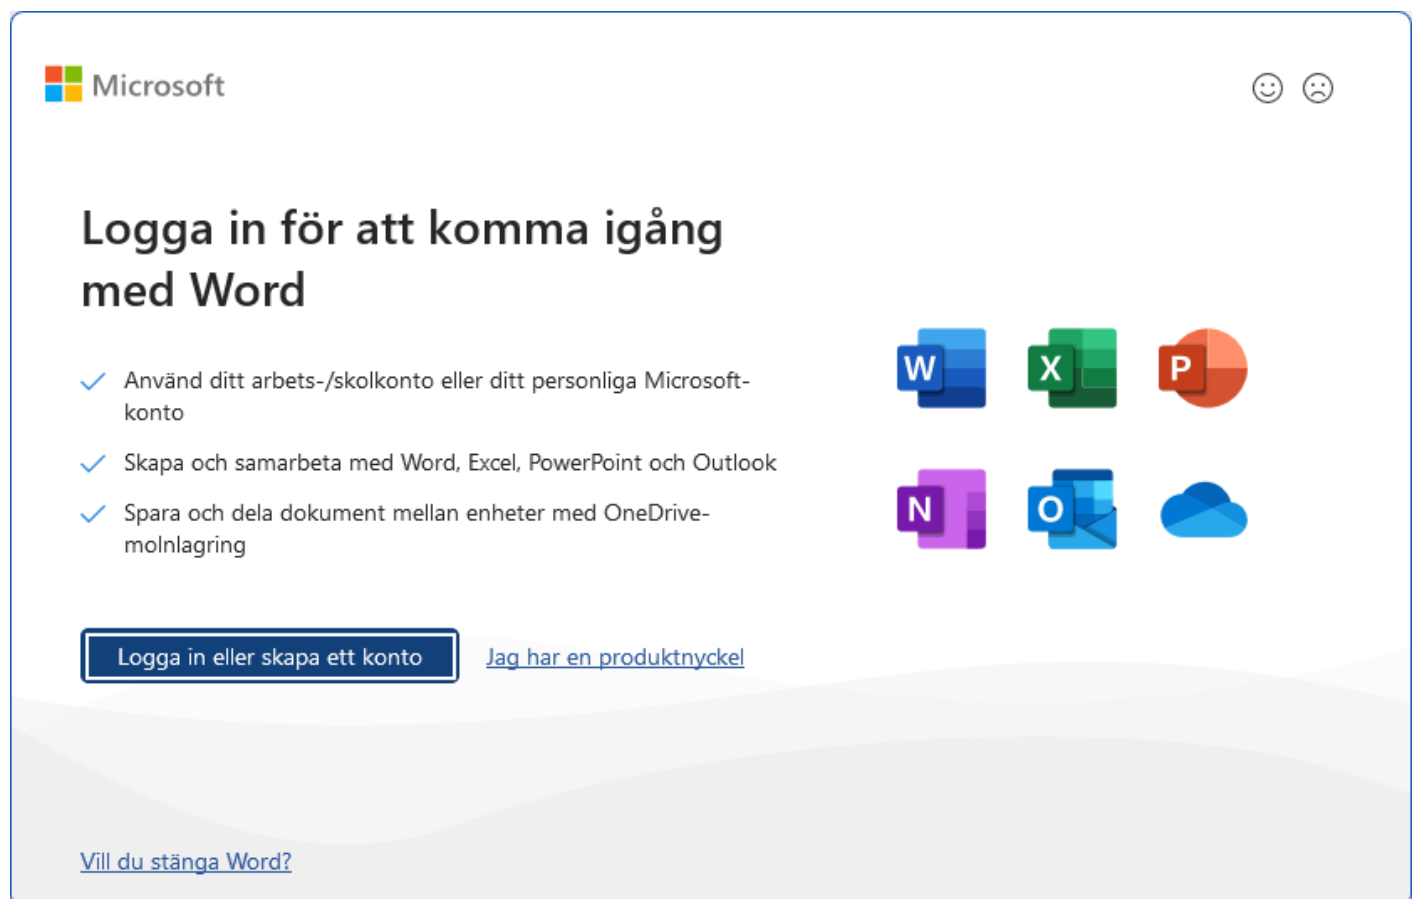 Microsoft
Logga in för att komma igång
med Word
Använd ditt arbets-/skolkonto eller ditt personliga Microsoft-
konto
Skapa och samarbeta med Word, Excel, PowerPoint och Outlook
Spara och dela dokument mellan enheter med OneDrive-
molnlagring
W X P
N O
Logga in eller skapa ett konto Jag har en produktnyckel
Vill du stänga Word?